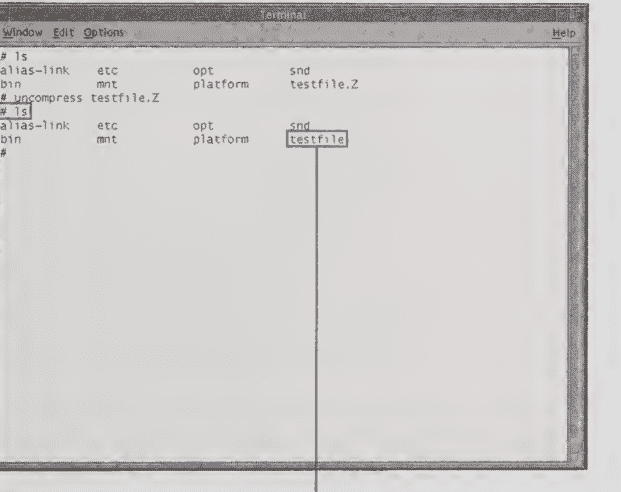 Terminal
Window Edit Options Help
# ls
alias-link etc opt snd
bin mnt platform testfile.Z
# uncompress testfile.Z
# ls
alias-link etc opt snd
bin mnt platform testfile
#